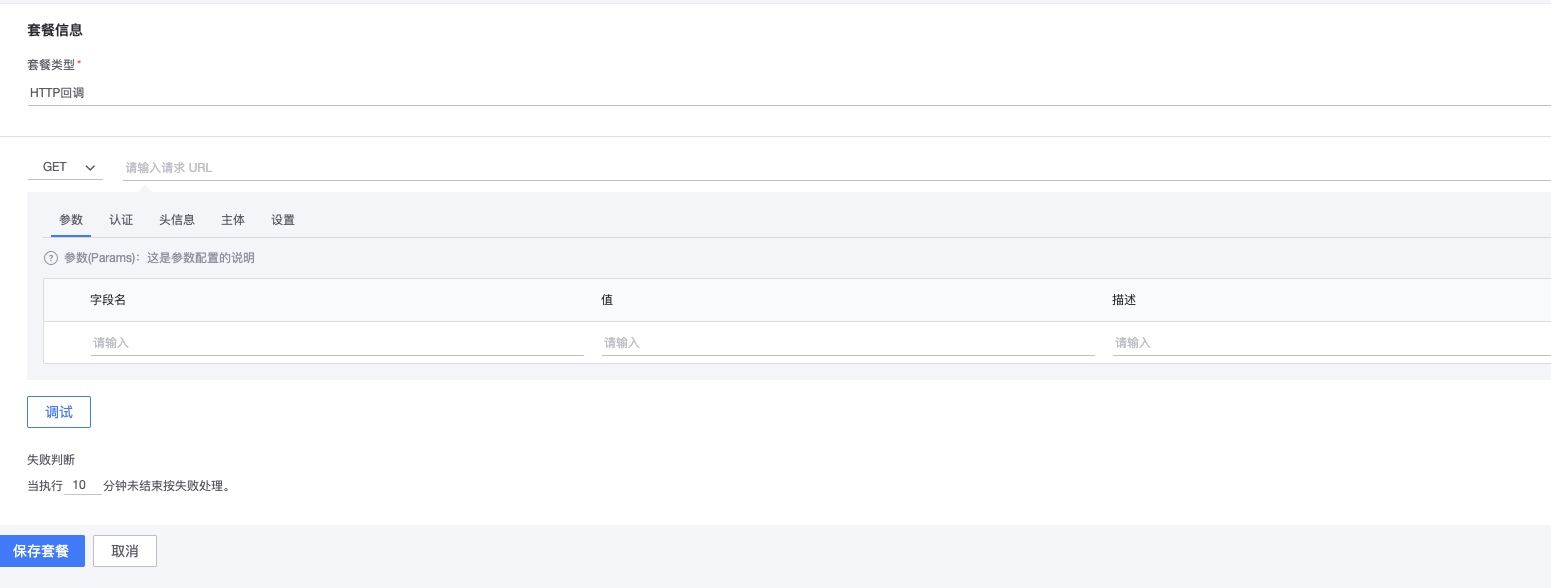 套餐信息
套餐类型*
HTTP回调
GET 请输入请求 URL
参数 认证 头信息 主体 设置
? 参数(Params)：这是参数配置的说明
字段名 值 描述
请输入 请输入 请输入
调试
失败判断
当执行 10 分钟未结束按失败处理。
保存套餐 取消